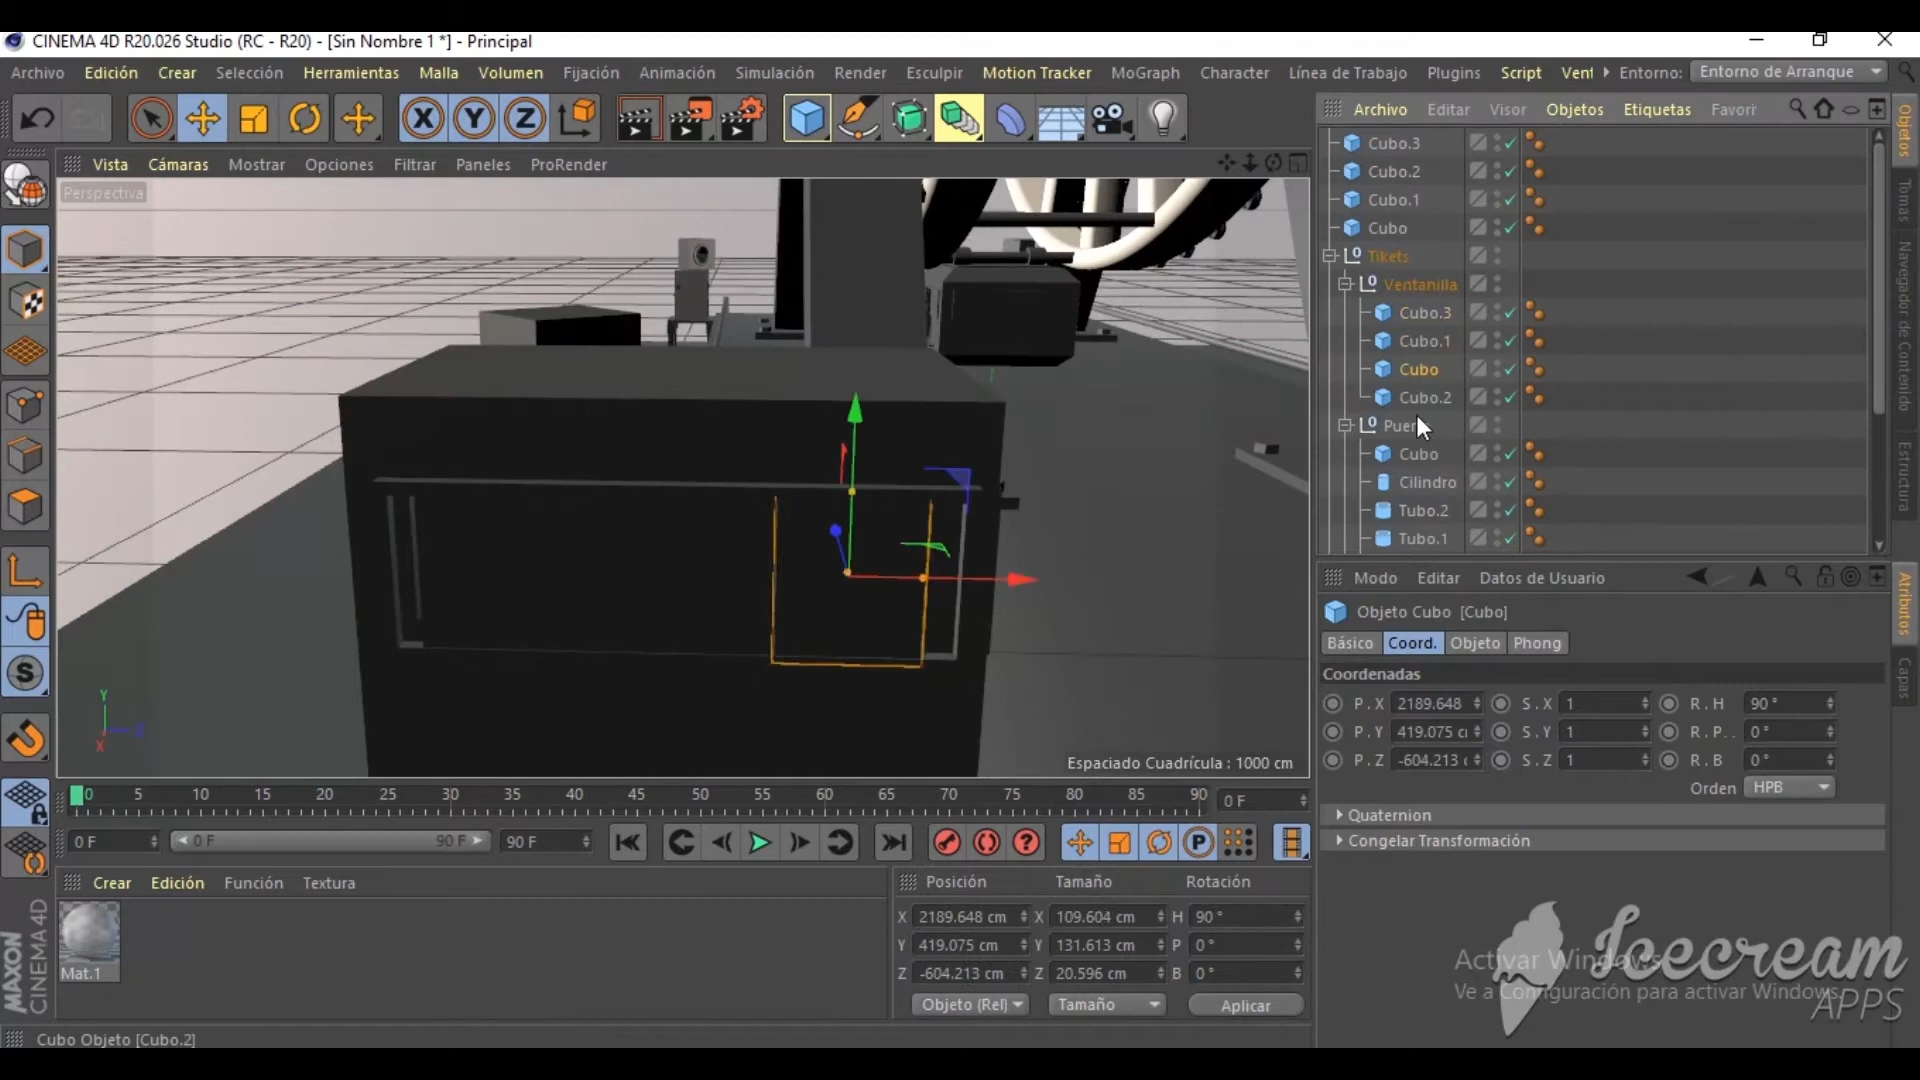 CINEMA 4D R20.026 Studio (RC - R20) - [Sin Nombre 1 *] - Principal
Archivo Edición Crear Selección Herramientas Malla Volumen Fijación Animación Simulación Render Esculpir Motion Tracker MoGraph Character Línea de Trabajo Plugins Script Vent Entorno: Entorno de Arranque
Archivo Editar Visor Objetos Etiquetas Favorir
Vista Cámaras Mostrar Opciones Filtrar Paneles ProRender
Perspectiva
Cubo.3
Cubo.2
Cubo.1
Cubo
Tikets
Ventanilla
Cubo.3
Cubo.1
Cubo
Cubo.2
Cubo
Cilindro
Tubo.2
Tubo.1
Objetos
Tomas
Navegador de Contenido
Estructura
X Y Z
S
Y
X Z
Espaciado Cuadrícula : 1000 cm
Modo Editar Datos de Usuario
Objeto Cubo [Cubo]
Básico Coord. Objeto Phong
Coordenadas
P . X 2189.648 S . X 1 R . H 90 °
P . Y 419.075 S . Y 1 R . P . . 0 °
P . Z -604.213 S . Z 1 R . B 0 °
Orden HPB
Quaternion
Congelar Transformación
Atributos
Capas
0 5 10 15 20 25 30 35 40 45 50 55 60 65 70 75 80 85 90 0 F
0 F 0 F 90 F 90 F ? P
Crear Edición Función Textura
Mat.1
Posición Tamaño Rotación
X 2189.648 cm X 109.604 cm H 90 °
Y 419.075 cm Y 131.613 cm P 0 °
Z -604.213 cm Z 20.596 cm B 0 °
Objeto (Rel) Tamaño Aplicar
MAXON
CINEMA 4D
Cubo Objeto [Cubo.2]
Activar Windows
Ve a Configuración para activar Windows.
Icecream
APPS